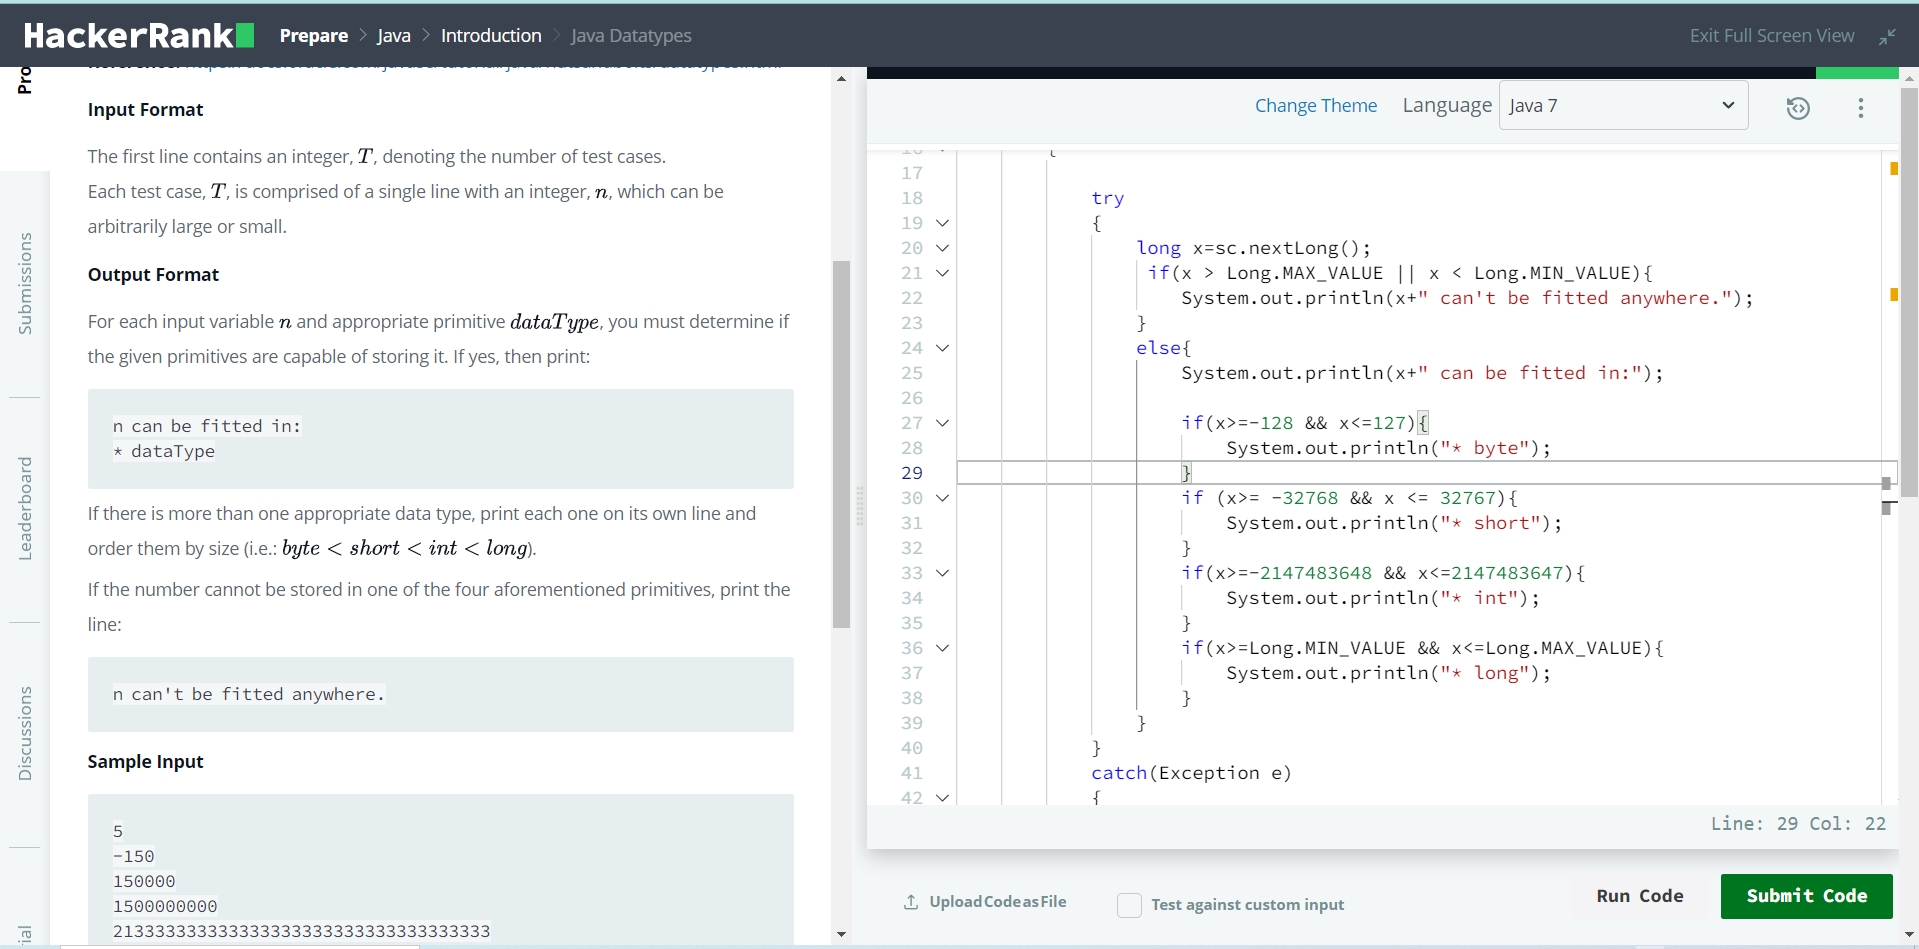 HackerRank
Prepare > Java > Introduction > Java Datatypes
Exit Full Screen View
Pro
Submissions
Leaderboard
Discussions
ial
Input Format
The first line contains an integer, T, denoting the number of test cases.
Each test case, T, is comprised of a single line with an integer, n, which can be
arbitrarily large or small.
Output Format
For each input variable n and appropriate primitive dataType, you must determine if
the given primitives are capable of storing it. If yes, then print:
n can be fitted in:
* dataType
If there is more than one appropriate data type, print each one on its own line and
order them by size (i.e.: byte < short < int < long).
If the number cannot be stored in one of the four aforementioned primitives, print the
line:
n can't be fitted anywhere.
Sample Input
5
-150
150000
1500000000
213333333333333333333333333333333333
Change Theme Language Java 7
17
18 try
19 {
20 long x=sc.nextLong();
21 if(x > Long.MAX_VALUE || x < Long.MIN_VALUE){
22 System.out.println(x+" can't be fitted anywhere.");
23 }
24 else{
25 System.out.println(x+" can be fitted in:");
26
27 if(x>=-128 && x<=127){
28 System.out.println("* byte");
29 }
30 if (x>= -32768 && x <= 32767){
31 System.out.println("* short");
32 }
33 if(x>=-2147483648 && x<=2147483647){
34 System.out.println("* int");
35 }
36 if(x>=Long.MIN_VALUE && x<=Long.MAX_VALUE){
37 System.out.println("* long");
38 }
39 }
40 }
41 catch(Exception e)
42 {
Line: 29 Col: 22
Upload Code as File
Test against custom input
Run Code
Submit Code